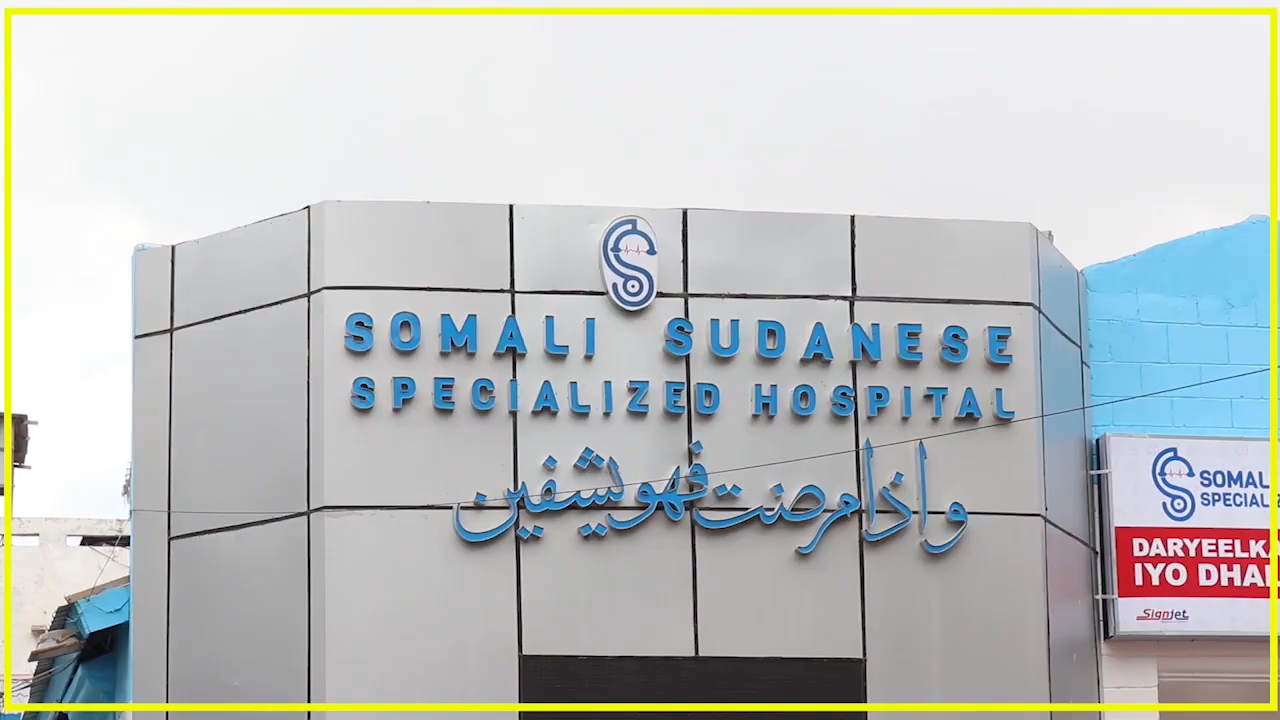 SOMALI SUDANESE
SPECIALIZED HOSPITAL
واذا مرضت فهو يشفين
SOMAL
SPECIAL
DARYEELKA
IYO DHA
Signjet